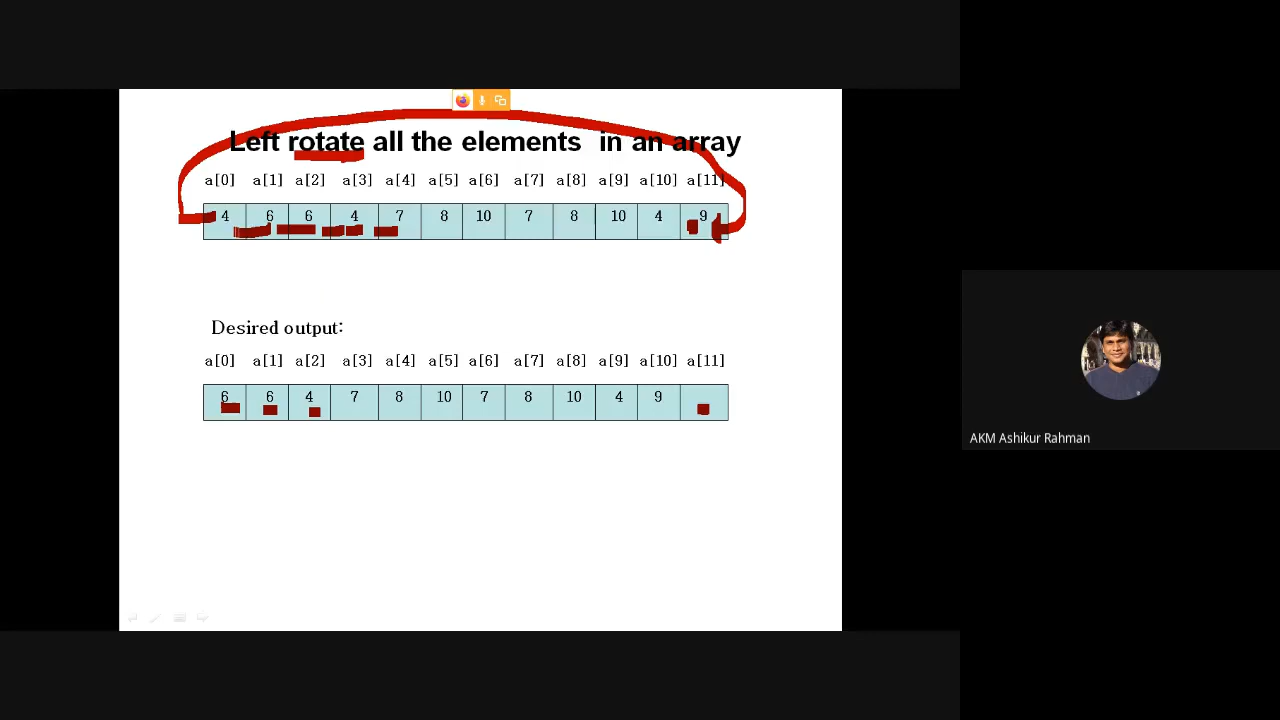 Left rotate all the elements in an array
a[0] a[1] a[2] a[3] a[4] a[5] a[6] a[7] a[8] a[9] a[10] a[11]
4 6 6 4 7 8 10 7 8 10 4 9
Desired output:
a[0] a[1] a[2] a[3] a[4] a[5] a[6] a[7] a[8] a[9] a[10] a[11]
6 6 4 7 8 10 7 8 10 4 9
AKM Ashikur Rahman